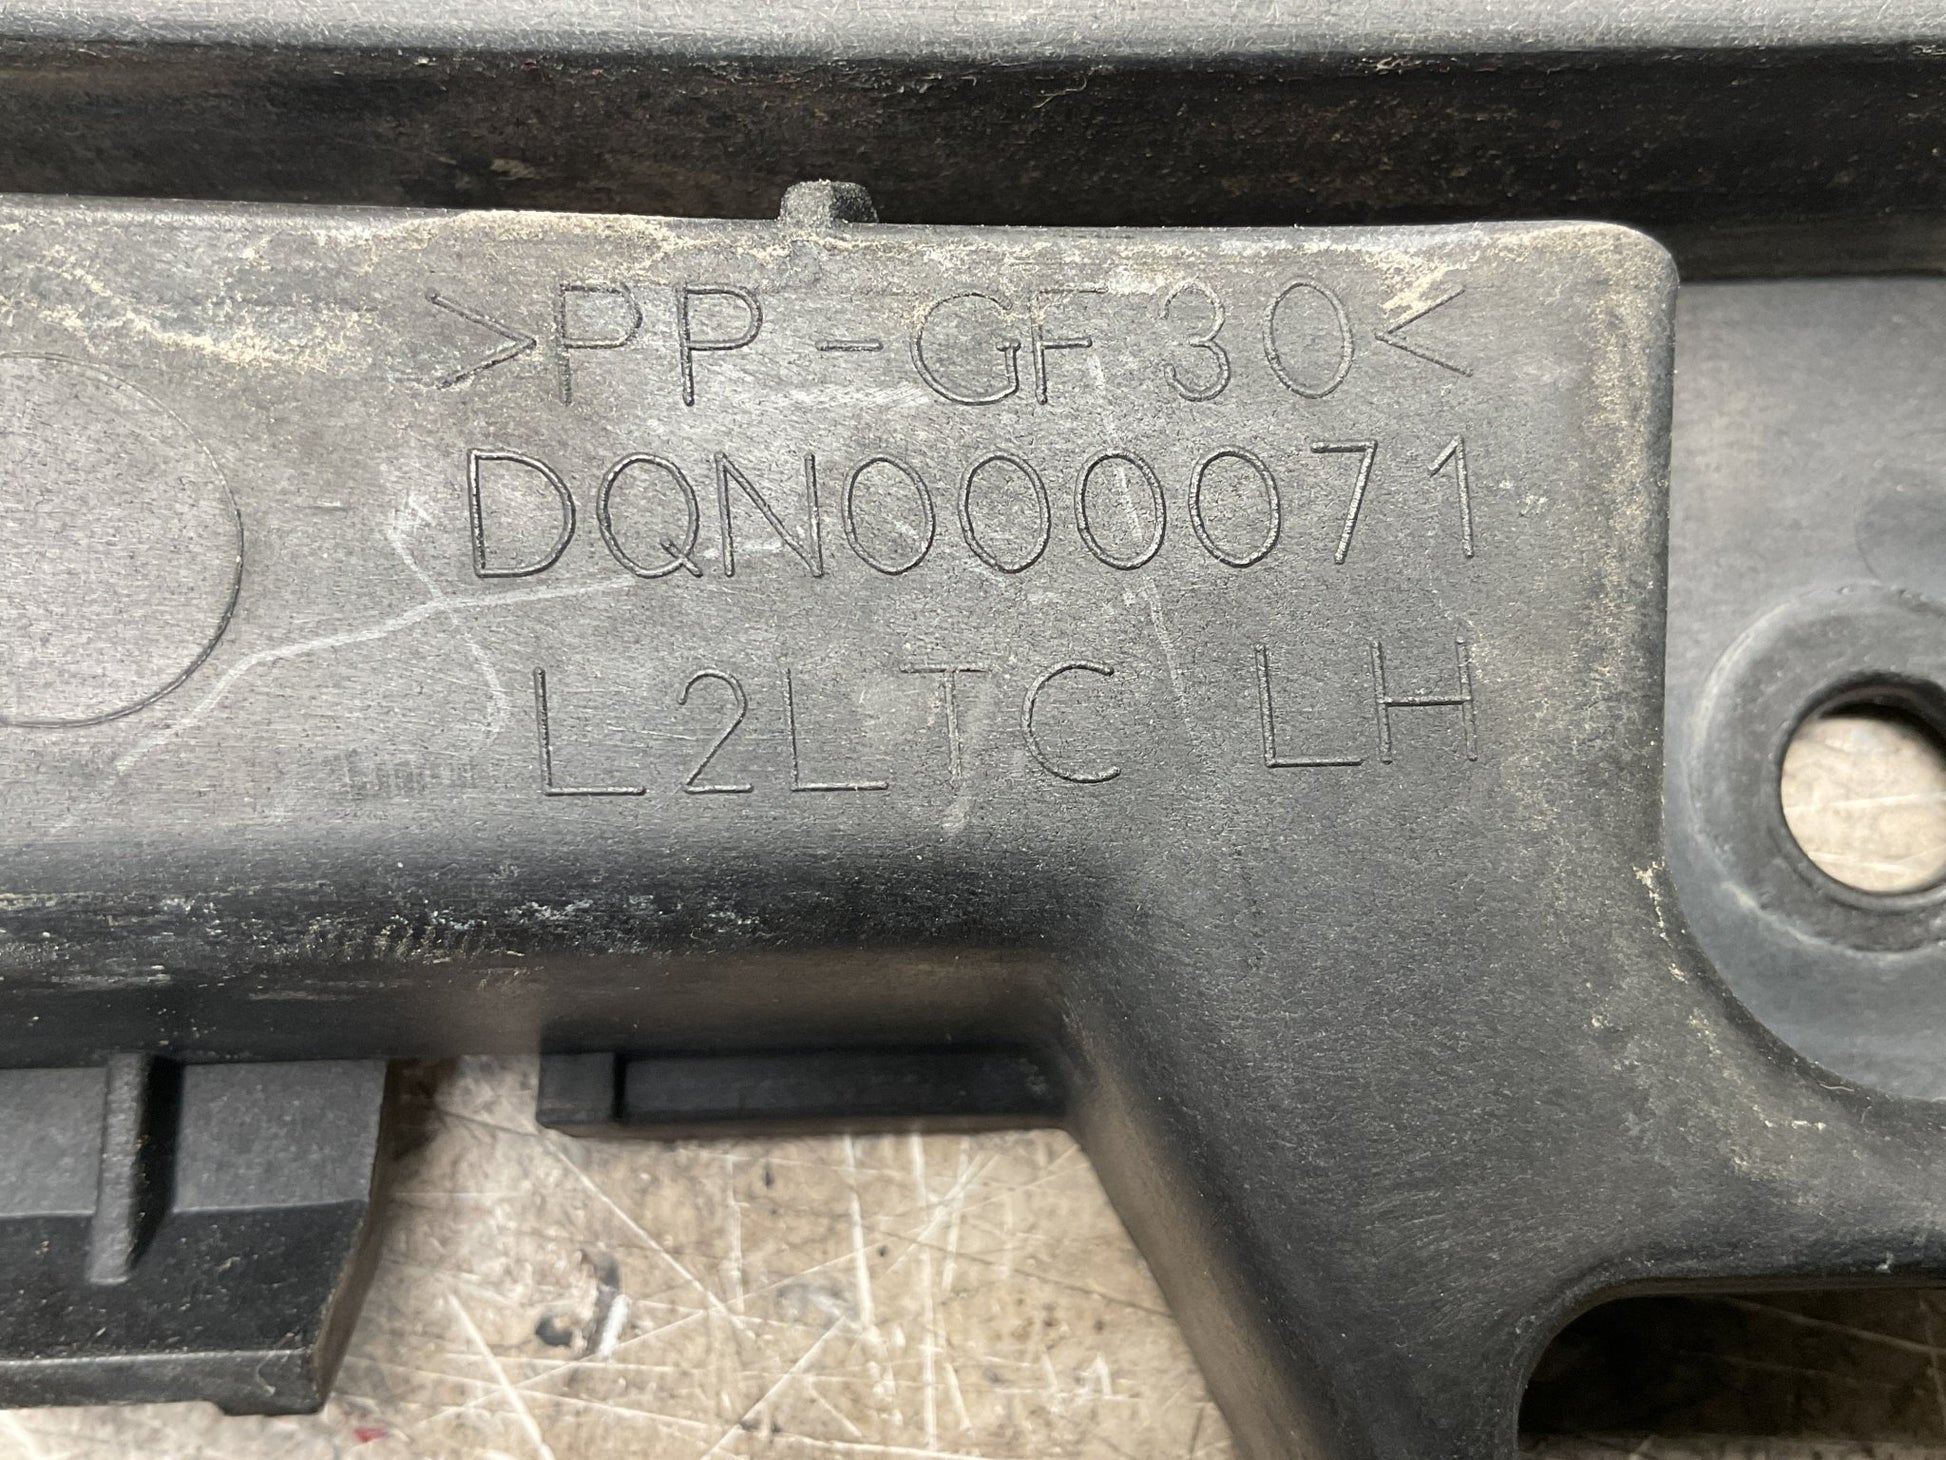 >PP-GF30<
DQN000071
L2LTC LH